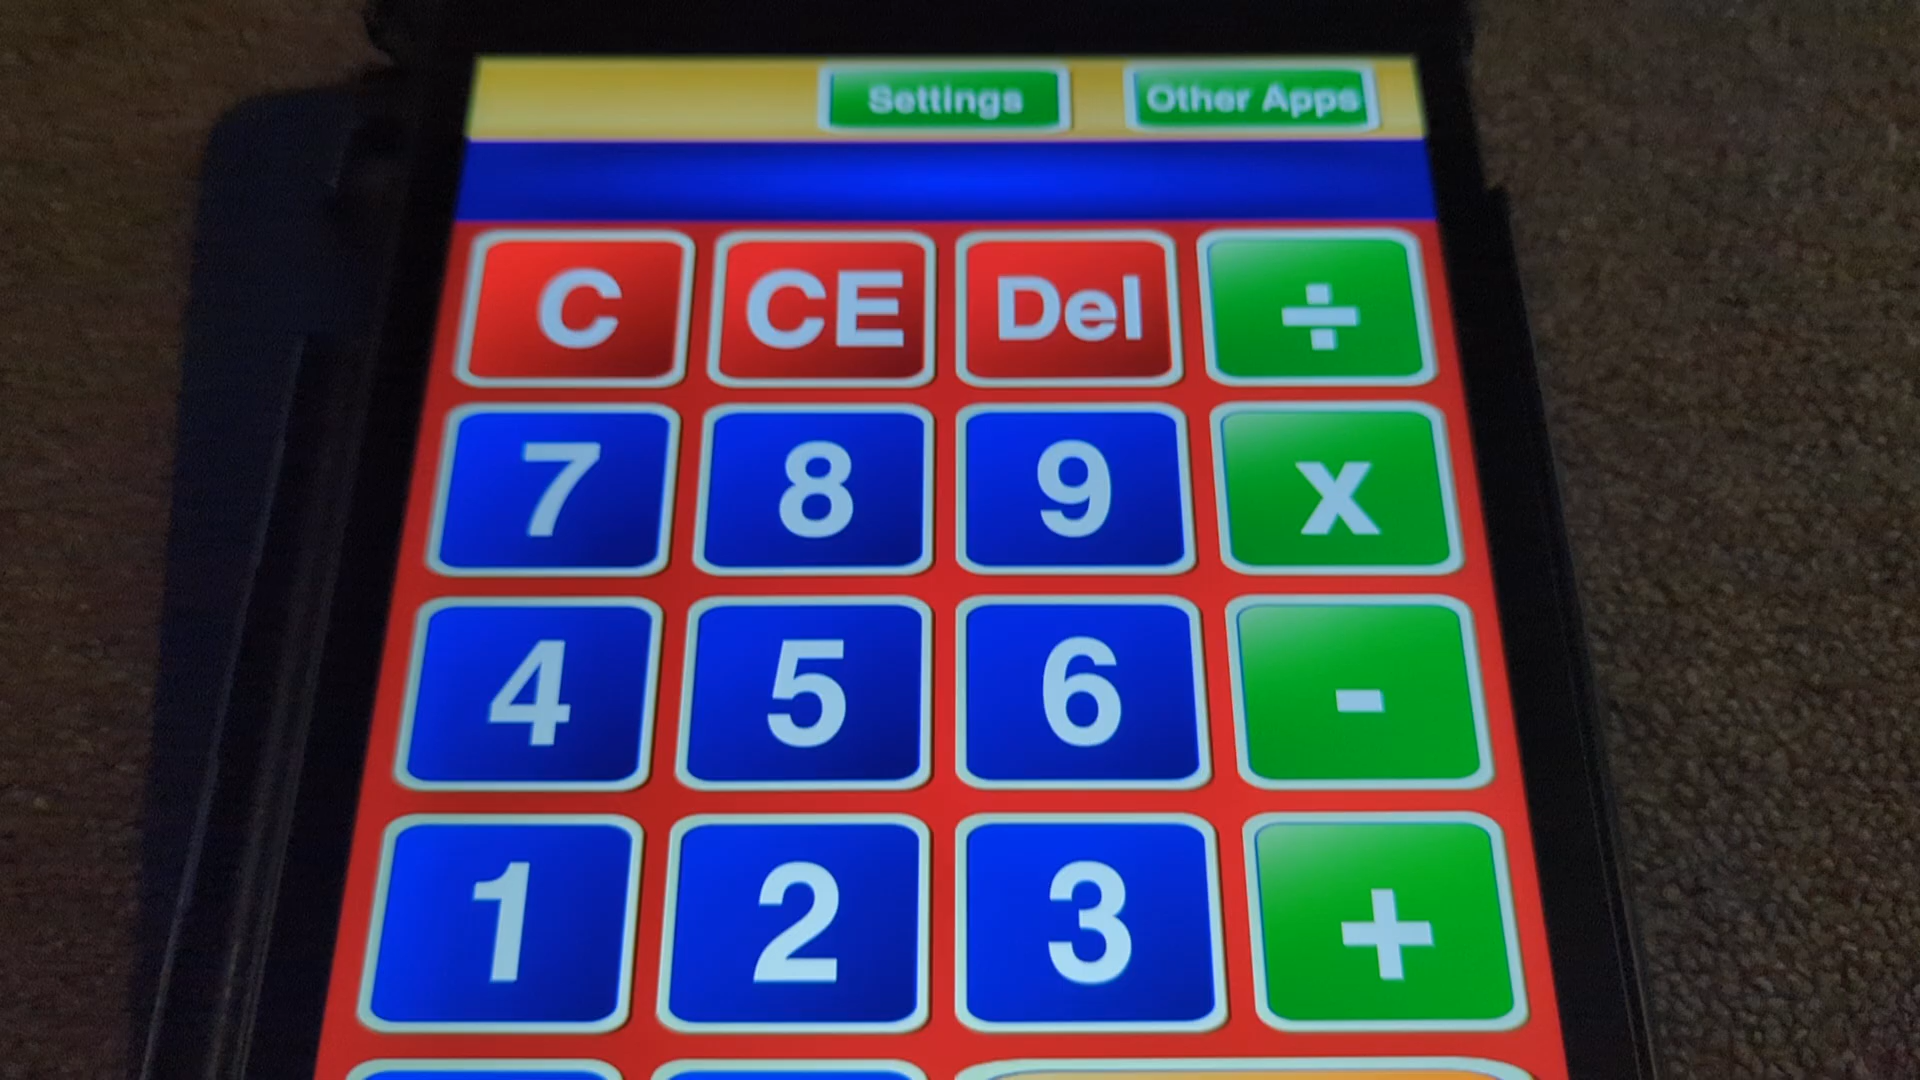 Settings Other Apps
C CE Del ÷
7 8 9 x
4 5 6 -
1 2 3 +